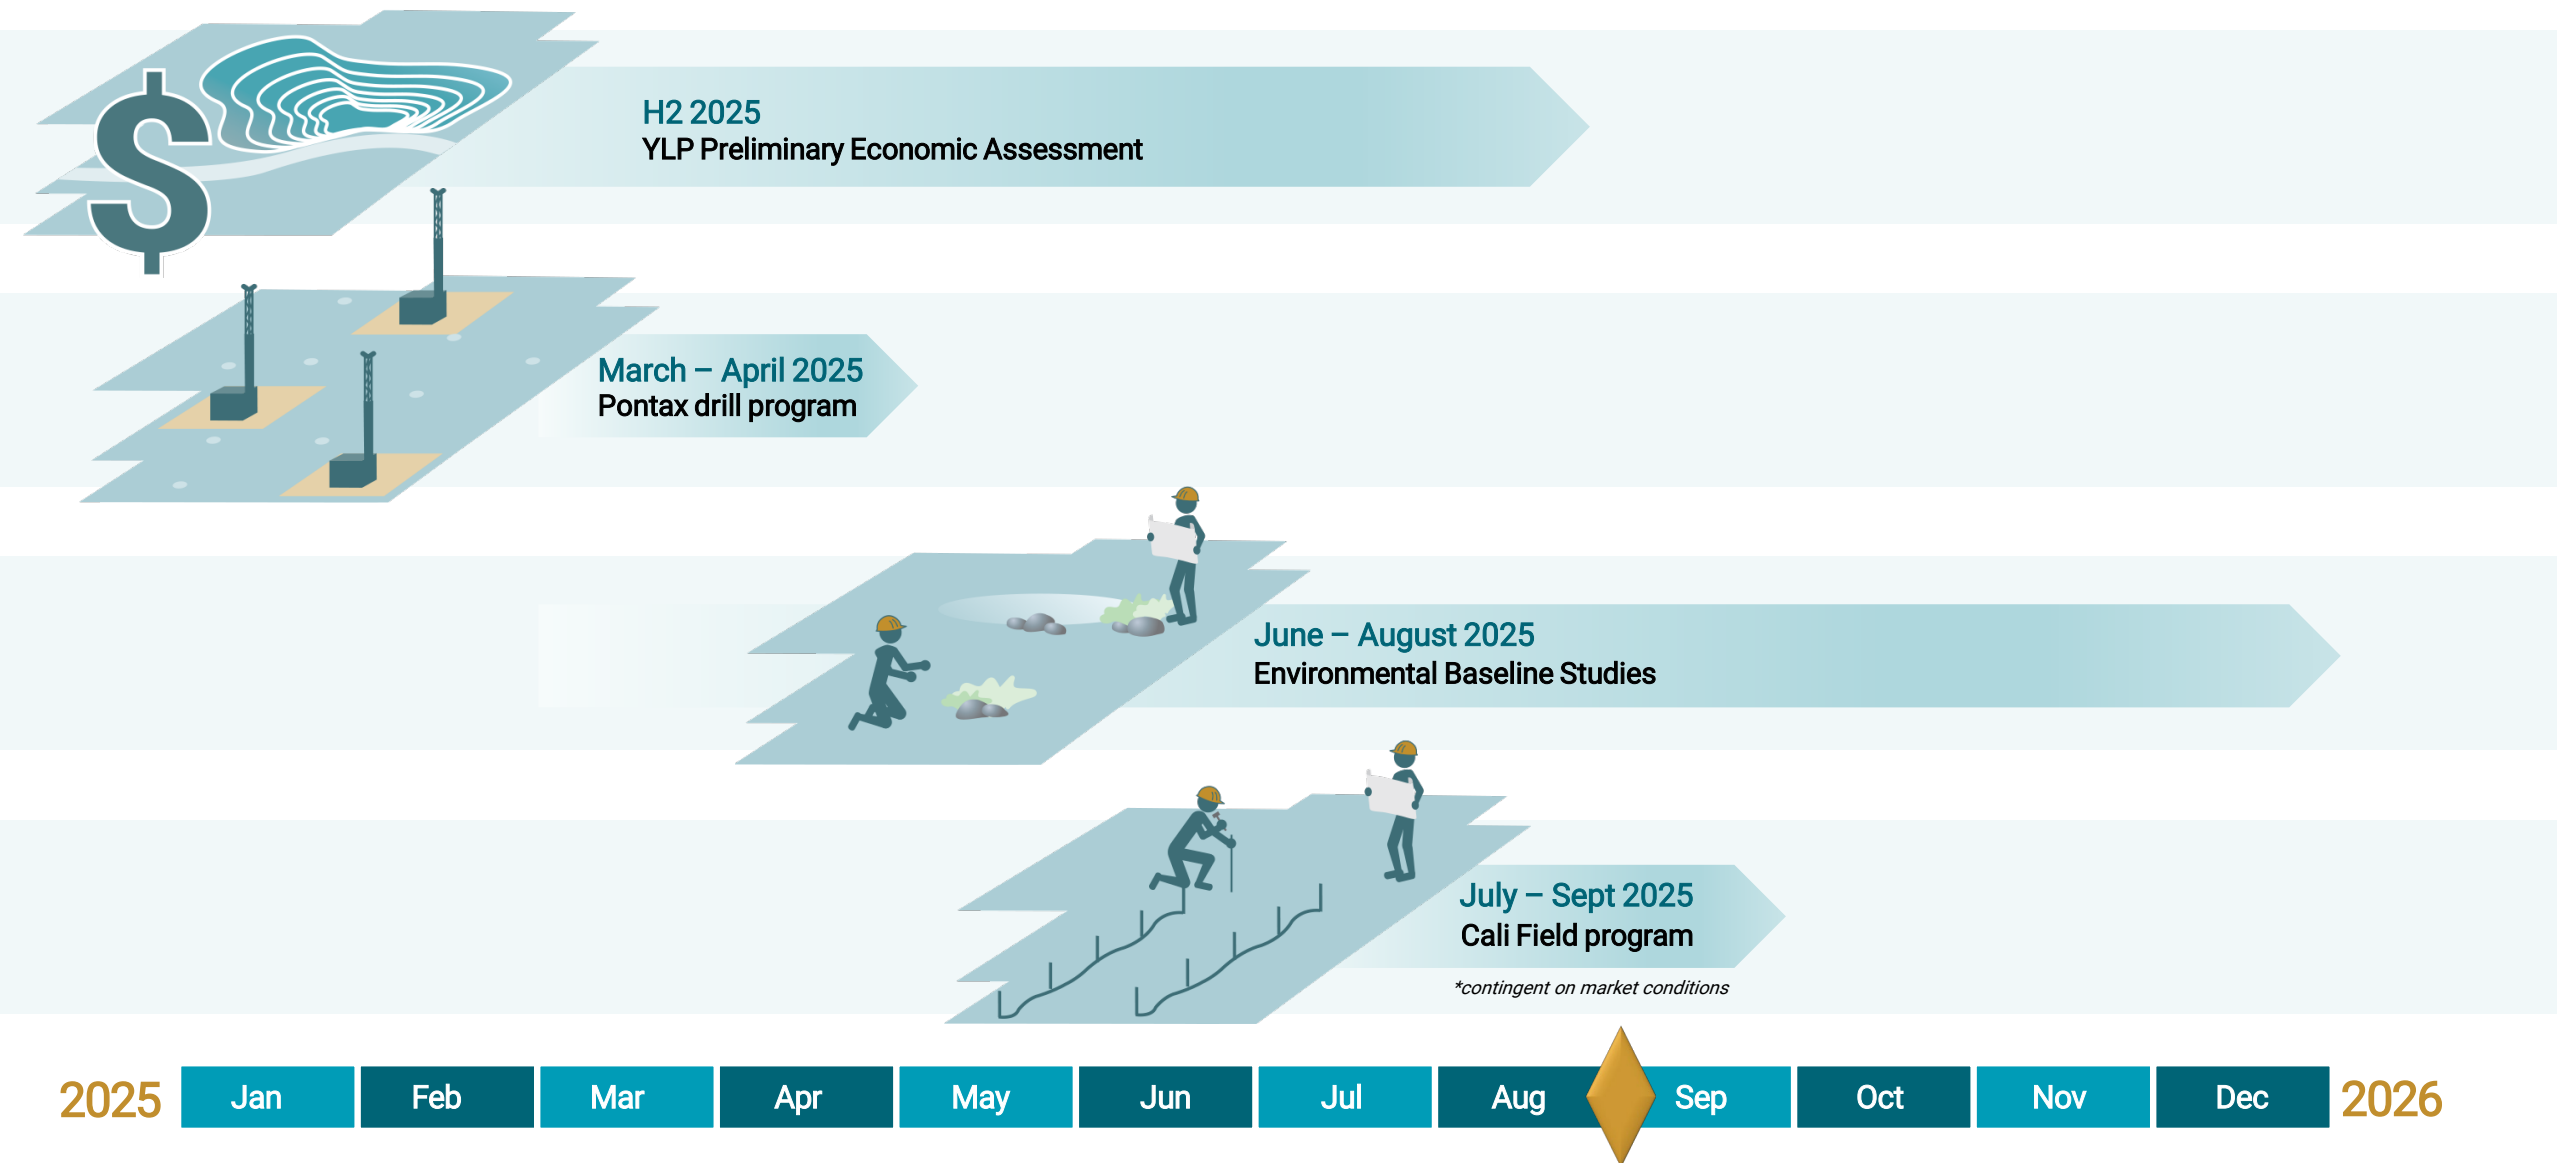 $
H2 2025
YLP Preliminary Economic Assessment
March – April 2025
Pontax drill program
June – August 2025
Environmental Baseline Studies
July – Sept 2025
Cali Field program
*contingent on market conditions
2025 Jan Feb Mar Apr May Jun Jul Aug Sep Oct Nov Dec 2026